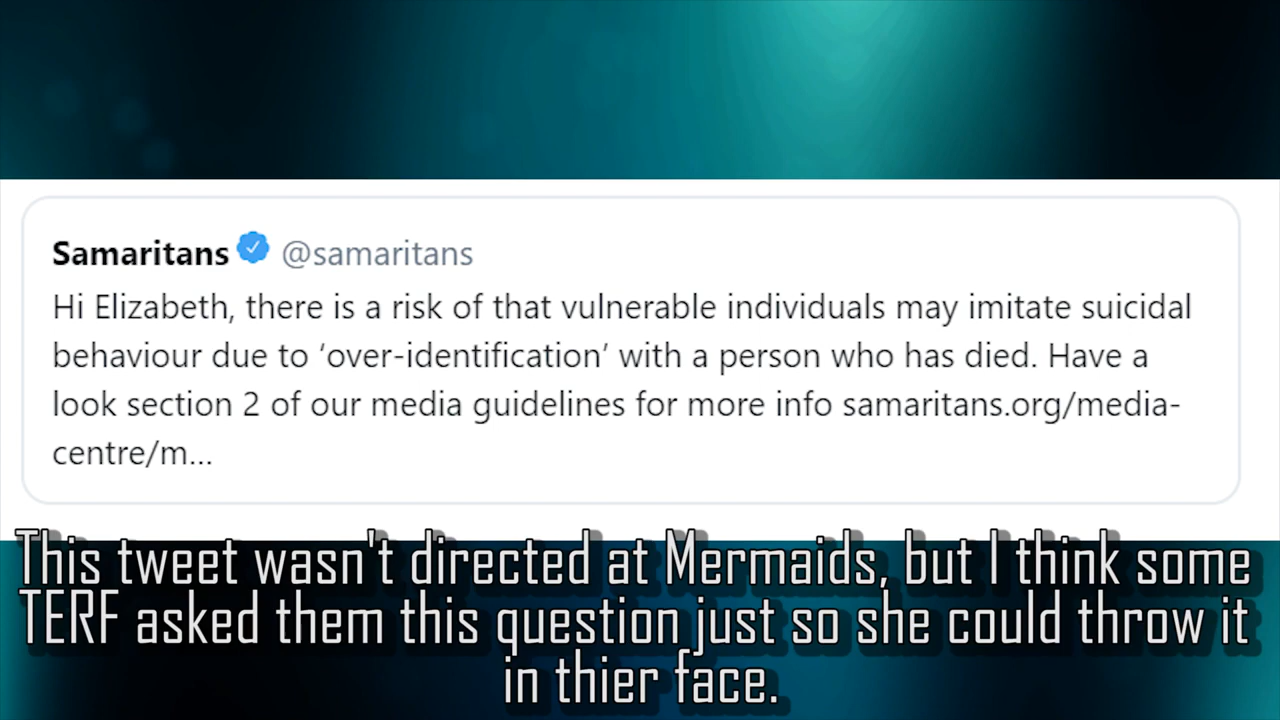 Samaritans @samaritans
Hi Elizabeth, there is a risk of that vulnerable individuals may imitate suicidal
behaviour due to ‘over-identification’ with a person who has died. Have a
look section 2 of our media guidelines for more info samaritans.org/media-
centre/m...
This tweet wasn't directed at Mermaids, but I think some
TERF asked them this question just so she could throw it
in thier face.